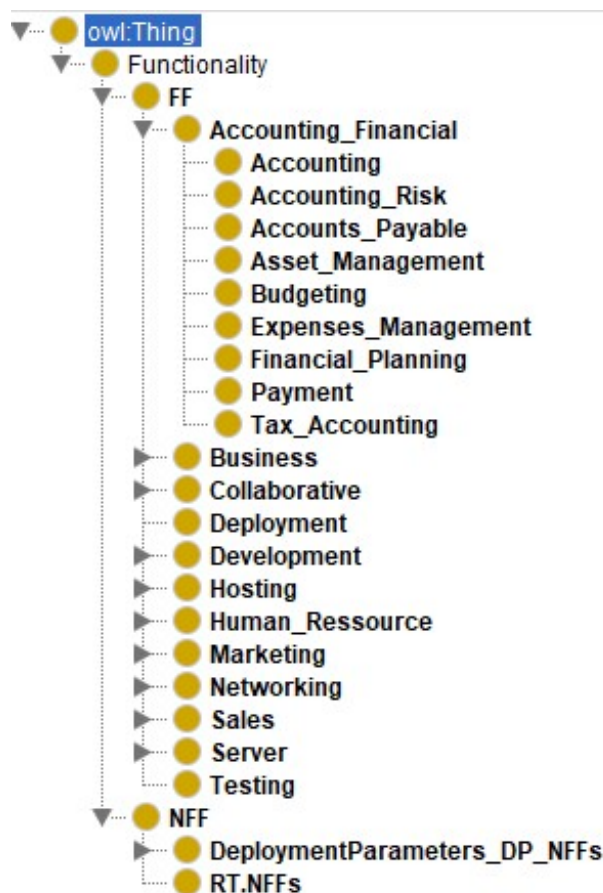 owl:Thing
Functionality
FF
Accounting_Financial
Accounting
Accounting_Risk
Accounts_Payable
Asset_Management
Budgeting
Expenses_Management
Financial_Planning
Payment
Tax_Accounting
Business
Collaborative
Deployment
Development
Hosting
Human_Ressource
Marketing
Networking
Sales
Server
Testing
NFF
DeploymentParameters_DP_NFFs
RT.NFFs